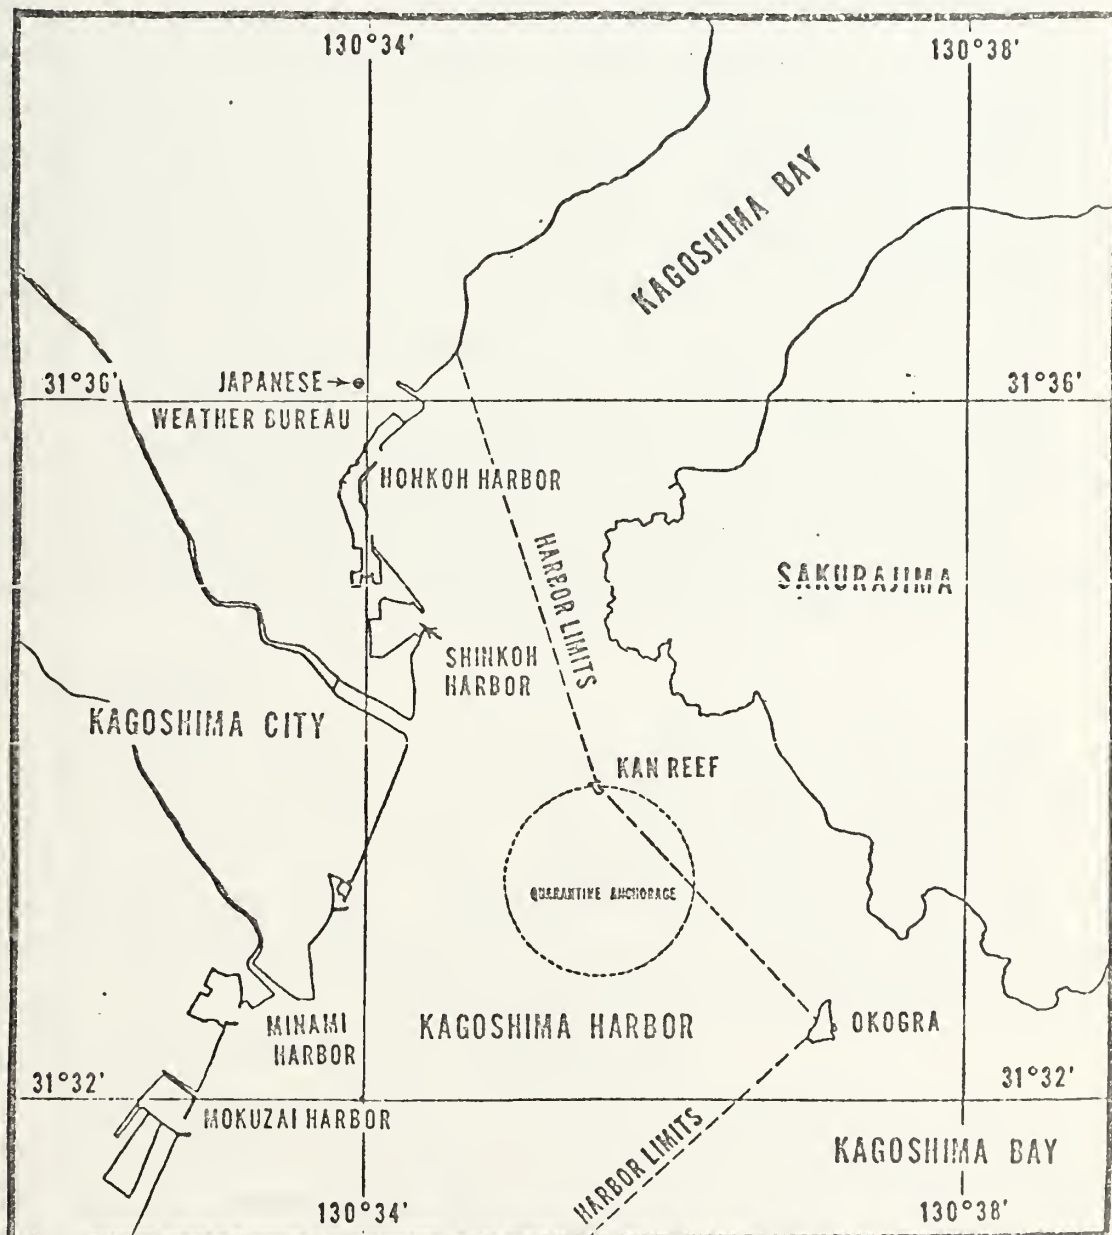 130°34'
130°38'
KAGOSHIMA BAY
31°36'
JAPANESE
31°36'
WEATHER BUREAU
HONKOH HARBOR
HARBOR LIMITS
SAKURAJIMA
SHINKOH
HARBOR
KAGOSHIMA CITY
KAN REEF
QUARANTINE ANCHORAGE
KAGOSHIMA HARBOR
OKOGRA
MINAMI
HARBOR
31°32'
31°32'
MOKUZAI HARBOR
HARBOR LIMITS
KAGOSHIMA BAY
130°34'
130°38'